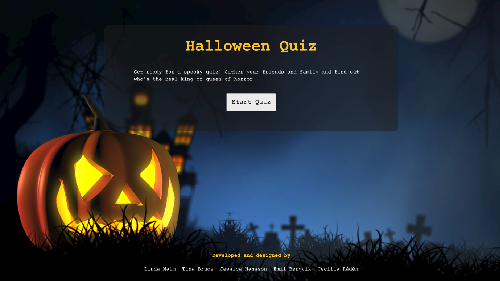 Halloween Quiz
Get ready for a spooky quiz! Gather your friends and family and find out
who's the real king or queen of horror
Start Quiz
Developed and designed by
Emil